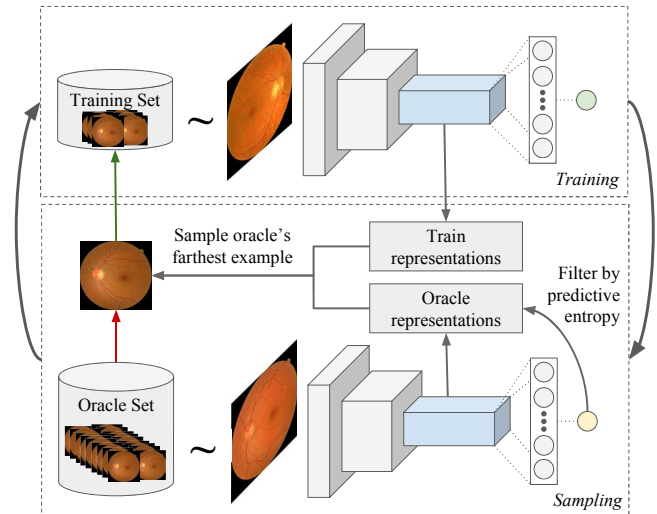 Training Set
~
Training
Sample oracle's
farthest example
Train
representations
Oracle
representations
Filter by
predictive
entropy
Oracle Set
~
Sampling